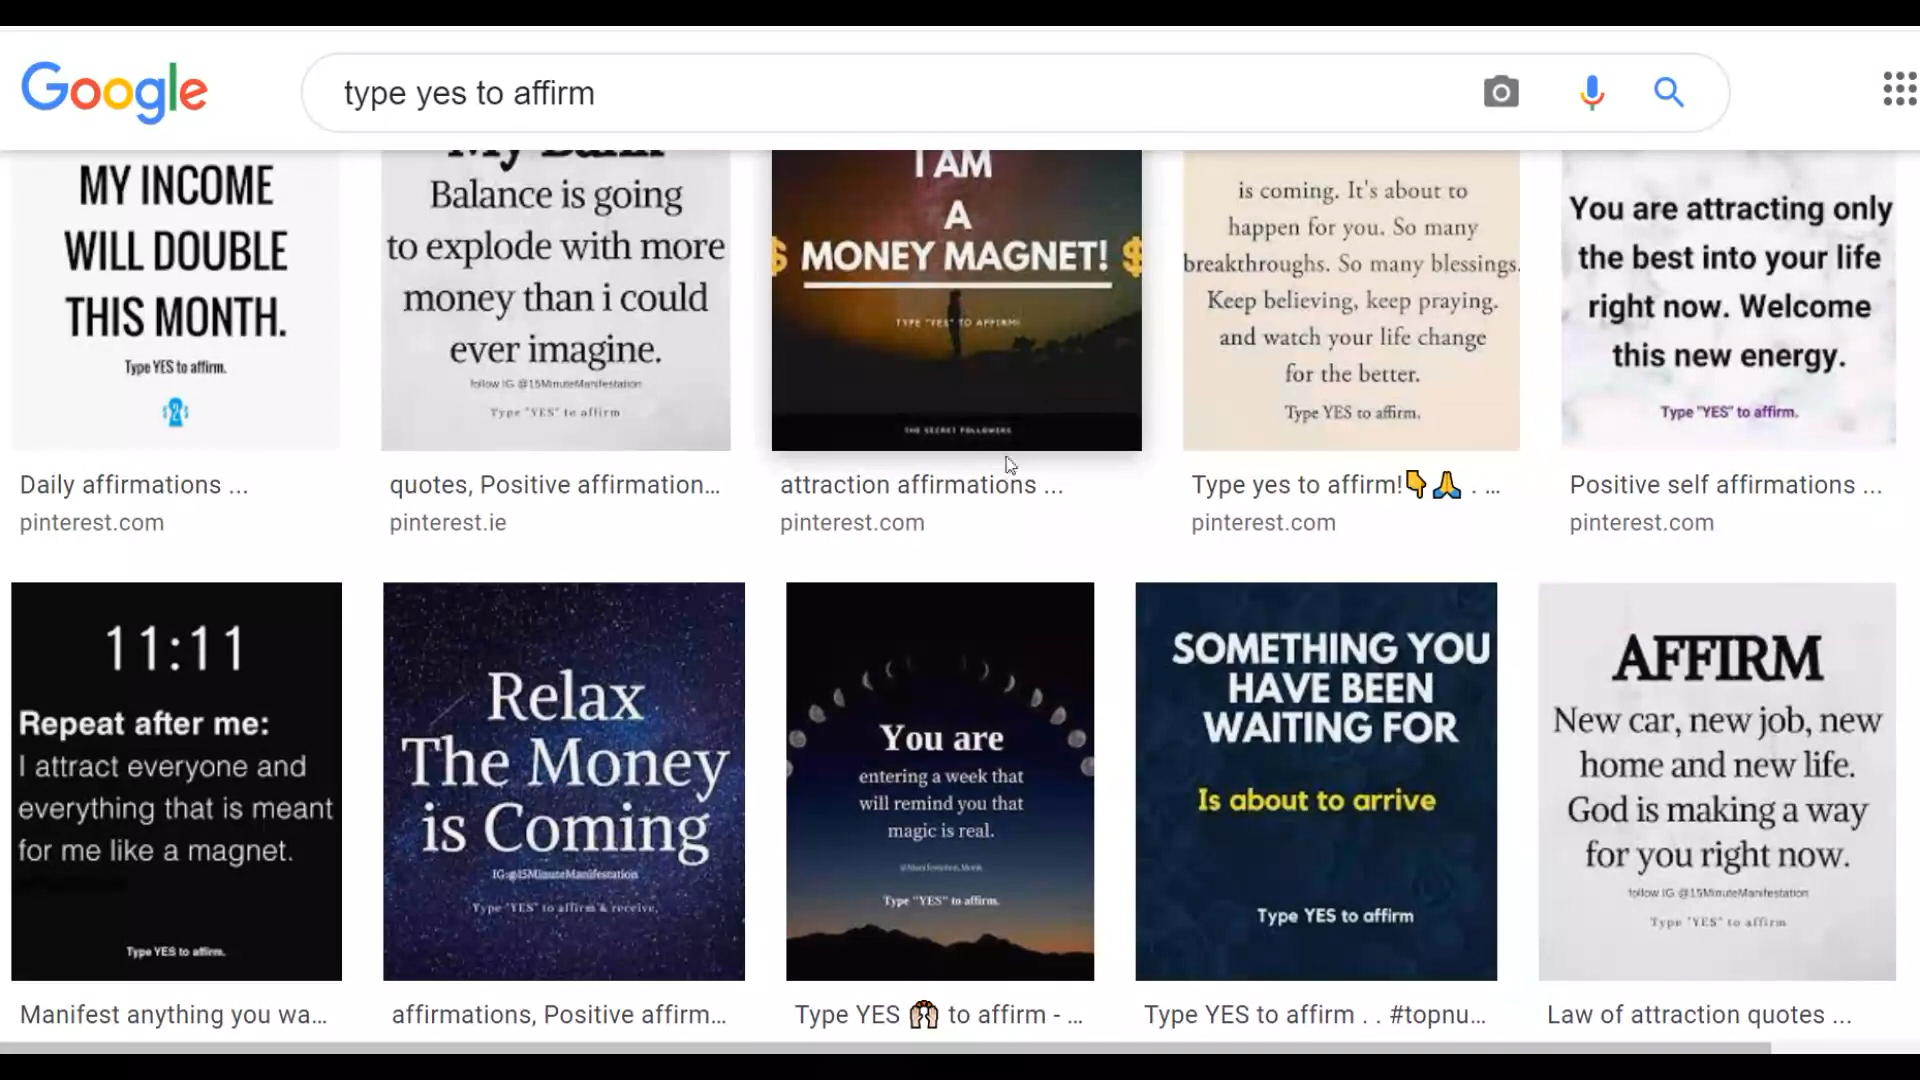 Google
type yes to affirm
MY INCOME
WILL DOUBLE
THIS MONTH.
Type YES to affirm.
My Bank
Balance is going
to explode with more
money than i could
ever imagine.
follow IG @15MinuteManifestation
Type "YES" to affirm
I AM
A
$ MONEY MAGNET! $
TYPE "YES" TO AFFIRM!
THE SECRET FOLLOWERS
is coming. It's about to
happen for you. So many
breakthroughs. So many blessings.
Keep believing, keep praying.
and watch your life change
for the better.
Type YES to affirm.
You are attracting only
the best into your life
right now. Welcome
this new energy.
Type "YES" to affirm.
Daily affirmations ...
pinterest.com
quotes, Positive affirmation...
pinterest.ie
attraction affirmations ...
pinterest.com
Type yes to affirm!👇🙏 . ...
pinterest.com
Positive self affirmations ...
pinterest.com
11:11
Repeat after me:
I attract everyone and
everything that is meant
for me like a magnet.
Type YES to affirm.
Relax
The Money
is Coming
IG:@15MinuteManifestation
Type "YES" to affirm & receive,
You are
entering a week that
will remind you that
magic is real.
Type "YES" to affirm.
SOMETHING YOU
HAVE BEEN
WAITING FOR
Is about to arrive
Type YES to affirm
AFFIRM
New car, new job, new
home and new life.
God is making a way
for you right now.
follow IG @15MinuteManifestation
Type "YES" to affirm
Manifest anything you wa...
affirmations, Positive affirm...
Type YES 🙌 to affirm - ...
Type YES to affirm . . #topnu...
Law of attraction quotes ...